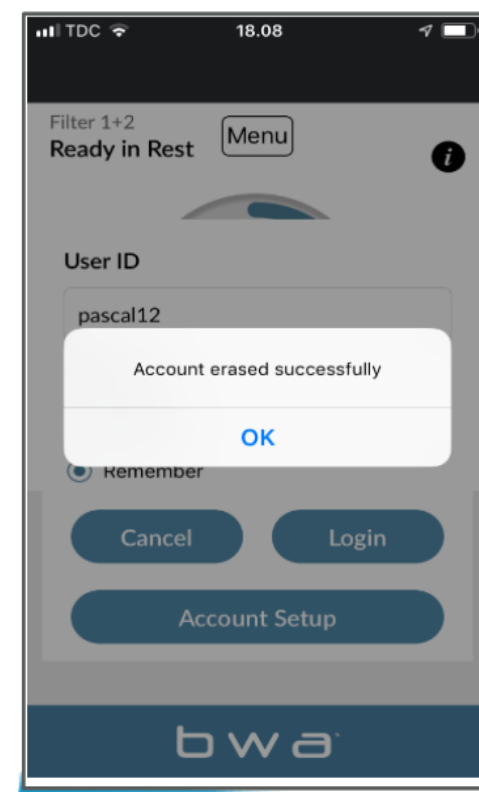 TDC 18.08
Filter 1+2
Ready in Rest Menu
i
User ID
pascal12
Account erased successfully
OK
Remember
Cancel Login
Account Setup
bwa